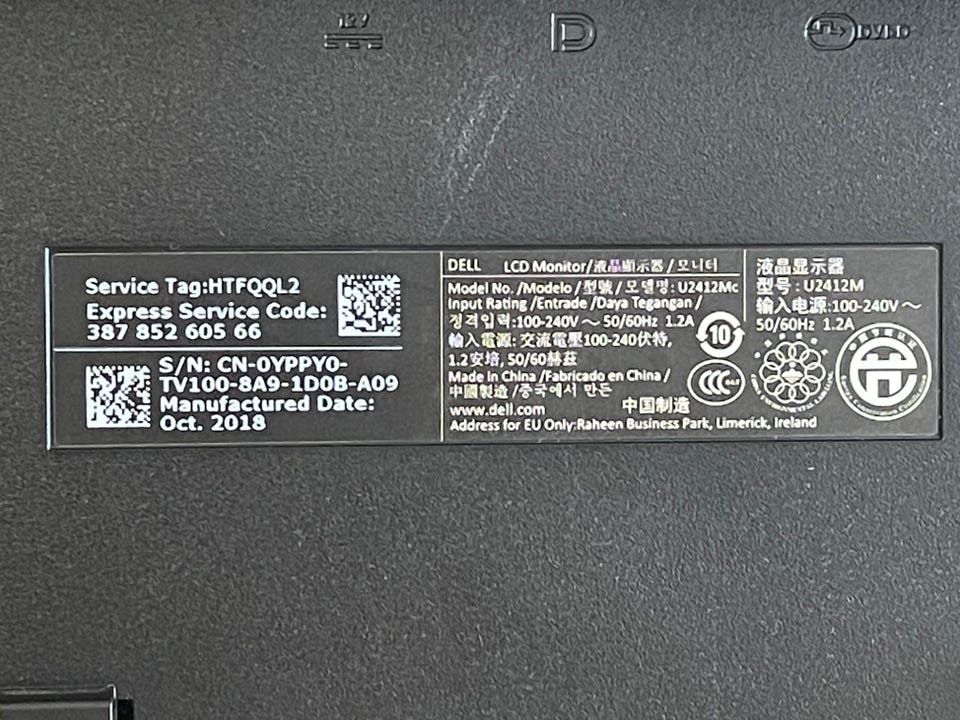 12V
DVI-D
Service Tag:HTFQQL2
Express Service Code:
387 852 605 66
S/N: CN-0YPPY0-
TV100-8A9-1D0B-A09
Manufactured Date:
Oct. 2018
DELL LCD Monitor/液晶顯示器/모니터
Model No. /Modelo /型號/모델명: U2412Mc
Input Rating /Entrade /Daya Tegangan /
정격입력:100-240V ~ 50/60Hz 1.2A
輸入電源: 交流電壓100-240伏特,
1.2安培, 50/60赫茲
Made in China /Fabricado en China /
中國製造 /중국에서 만든
www.dell.com 中国制造
Address for EU Only:Raheen Business Park, Limerick, Ireland
10
液晶显示器
型号: U2412M
输入电源:100-240V ~
50/60Hz 1.2A